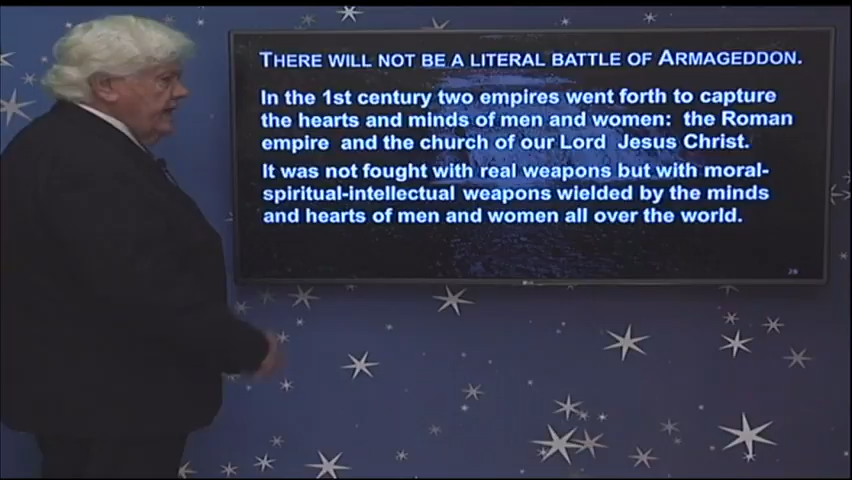 THERE WILL NOT BE A LITERAL BATTLE OF ARMAGEDDON.
In the 1st century two empires went forth to capture
the hearts and minds of men and women: the Roman
empire and the church of our Lord Jesus Christ.
It was not fought with real weapons but with moral-
spiritual-intellectual weapons wielded by the minds
and hearts of men and women all over the world.
28
LG